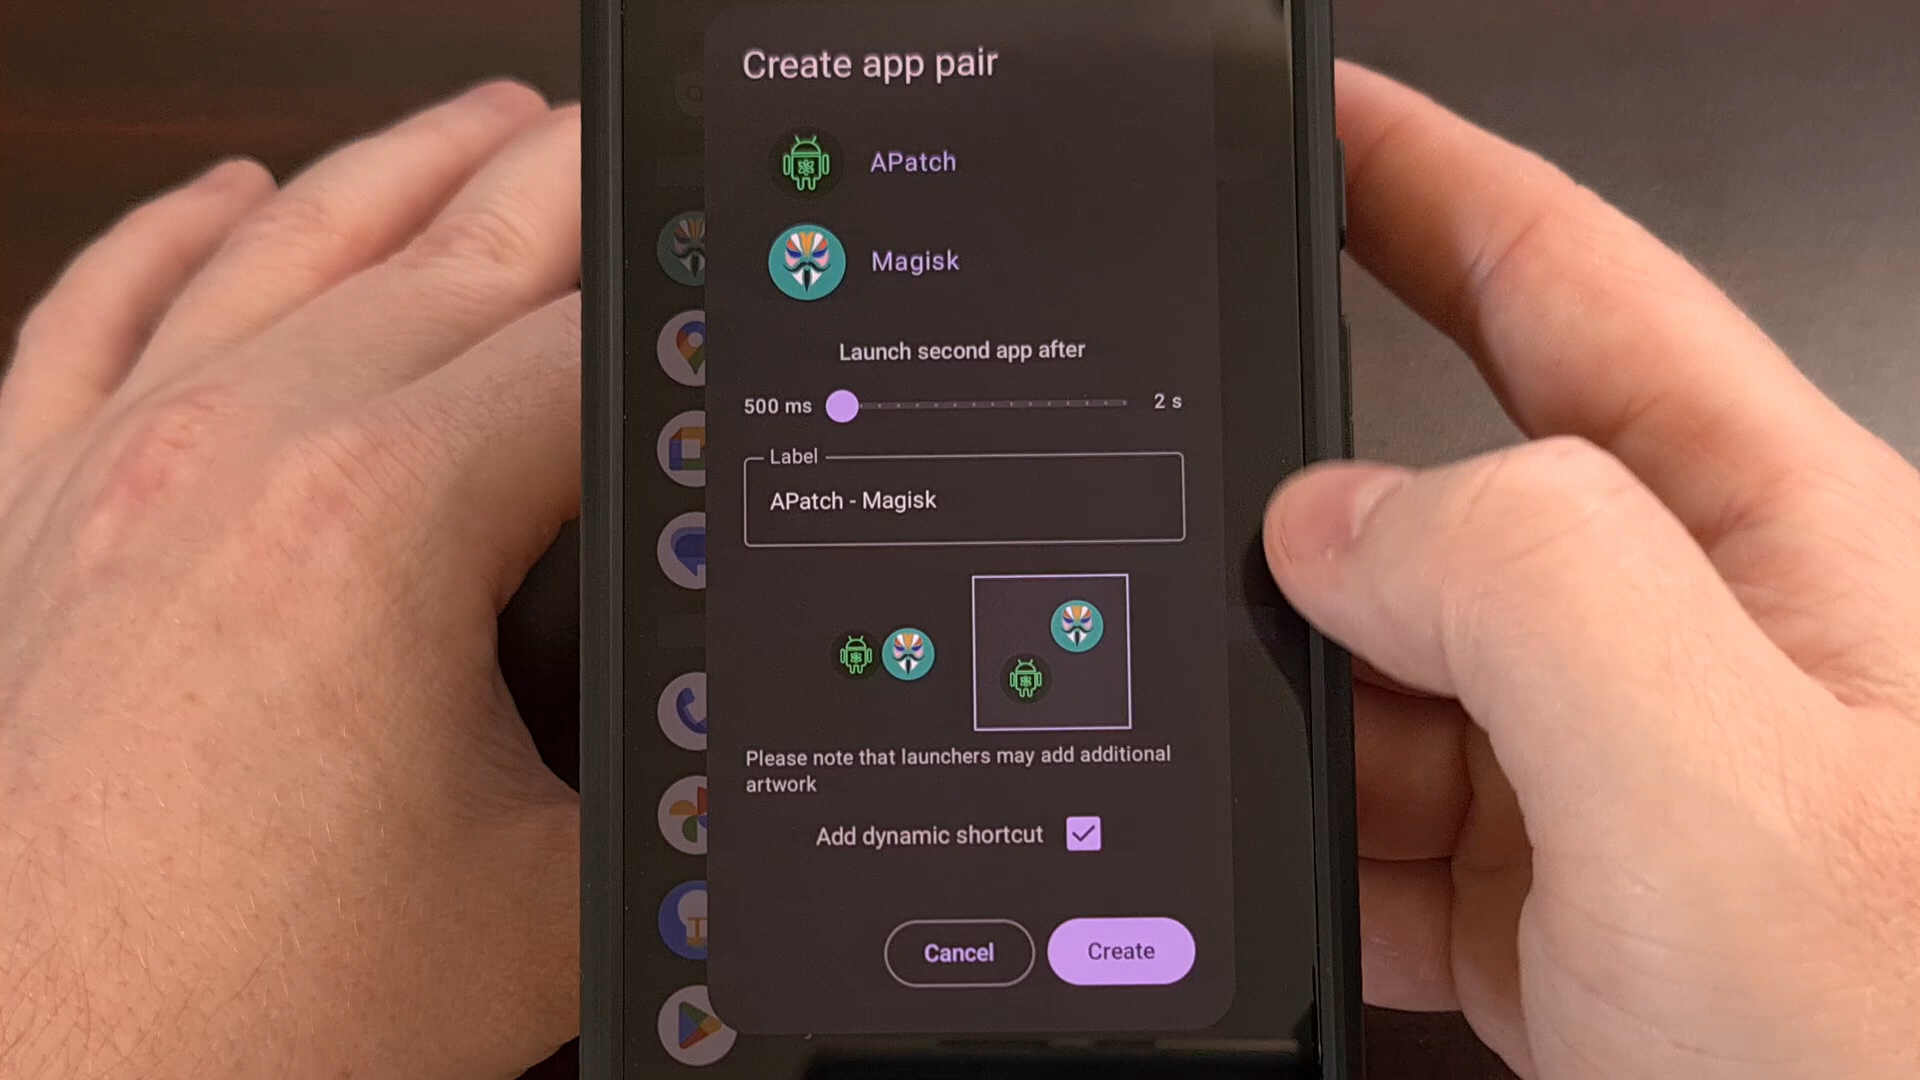 Create app pair
APatch
Magisk
Launch second app after
500 ms
2 s
Label
APatch - Magisk
Please note that launchers may add additional
artwork
Add dynamic shortcut
Cancel
Create